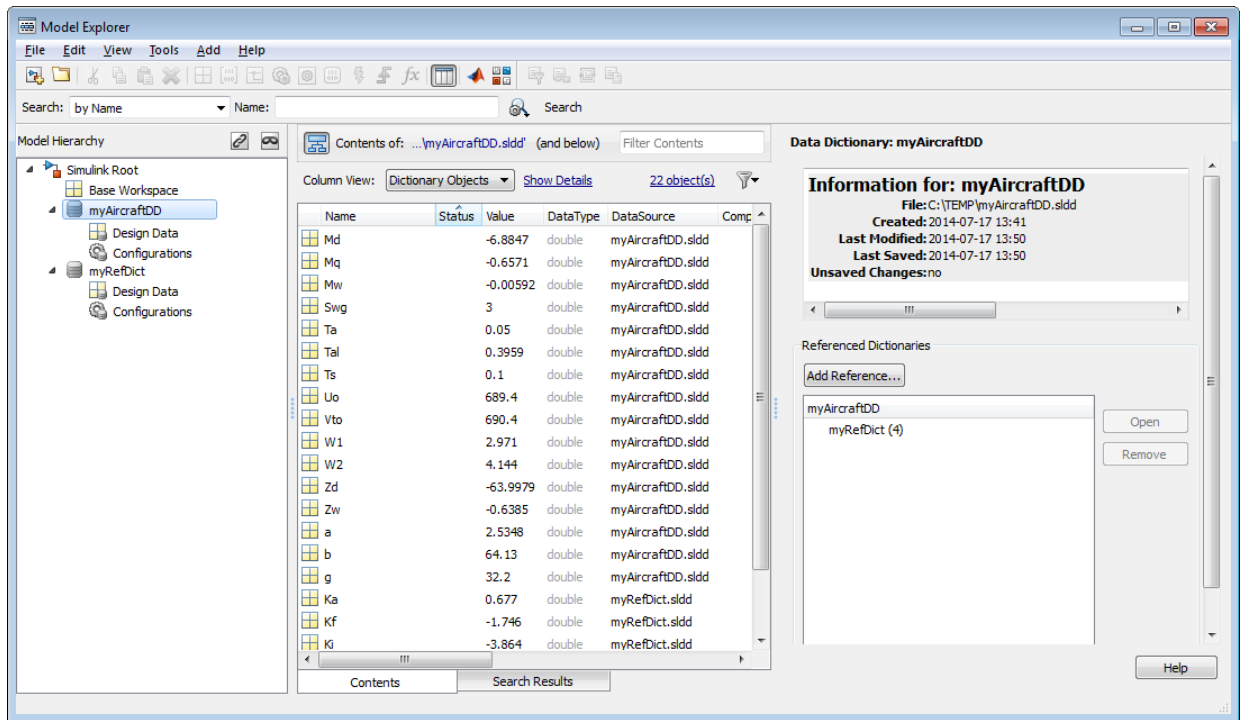 Model Explorer
File Edit View Tools Add Help
fx
Search: by Name Name: Search
Model Hierarchy
Simulink Root
Base Workspace
myAircraftDD
Design Data
Configurations
myRefDict
Design Data
Configurations
Contents of: ...\myAircraftDD.sldd' (and below) Filter Contents
Column View: Dictionary Objects Show Details 22 object(s)
Name Status Value DataType DataSource Comp
Md -6.8847 double myAircraftDD.sldd
Mq -0.6571 double myAircraftDD.sldd
Mw -0.00592 double myAircraftDD.sldd
Swg 3 double myAircraftDD.sldd
Ta 0.05 double myAircraftDD.sldd
Tal 0.3959 double myAircraftDD.sldd
Ts 0.1 double myAircraftDD.sldd
Uo 689.4 double myAircraftDD.sldd
Vto 690.4 double myAircraftDD.sldd
W1 2.971 double myAircraftDD.sldd
W2 4.144 double myAircraftDD.sldd
Zd -63.9979 double myAircraftDD.sldd
Zw -0.6385 double myAircraftDD.sldd
a 2.5348 double myAircraftDD.sldd
b 64.13 double myAircraftDD.sldd
g 32.2 double myAircraftDD.sldd
Ka 0.677 double myRefDict.sldd
Kf -1.746 double myRefDict.sldd
Ki -3.864 double myRefDict.sldd
Contents Search Results
Data Dictionary: myAircraftDD
Information for: myAircraftDD
File: C:\TEMP\myAircraftDD.sldd
Created: 2014-07-17 13:41
Last Modified: 2014-07-17 13:50
Last Saved: 2014-07-17 13:50
Unsaved Changes: no
Referenced Dictionaries
Add Reference...
myAircraftDD
myRefDict (4)
Open
Remove
Help